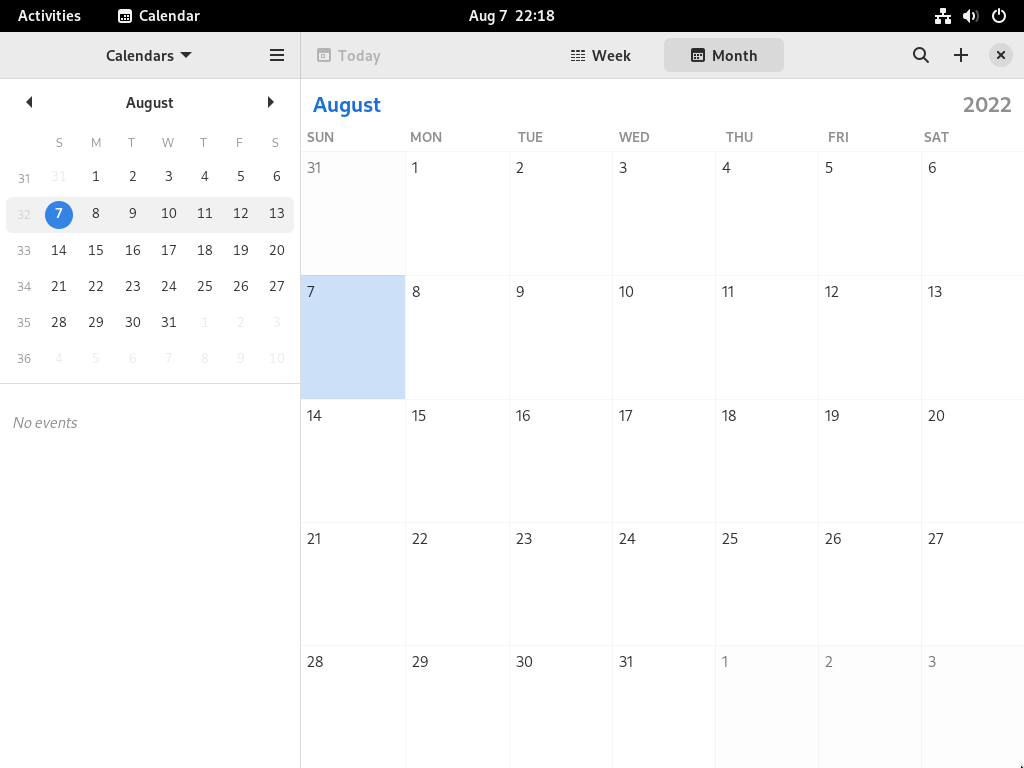 Activities Calendar Aug 7 22:18
Calendars Today Week Month
August
S M T W T F S
31 31 1 2 3 4 5 6
32 7 8 9 10 11 12 13
33 14 15 16 17 18 19 20
34 21 22 23 24 25 26 27
35 28 29 30 31 1 2 3
36 4 5 6 7 8 9 10
No events
August 2022
SUN MON TUE WED THU FRI SAT
31 1 2 3 4 5 6
7 8 9 10 11 12 13
14 15 16 17 18 19 20
21 22 23 24 25 26 27
28 29 30 31 1 2 3